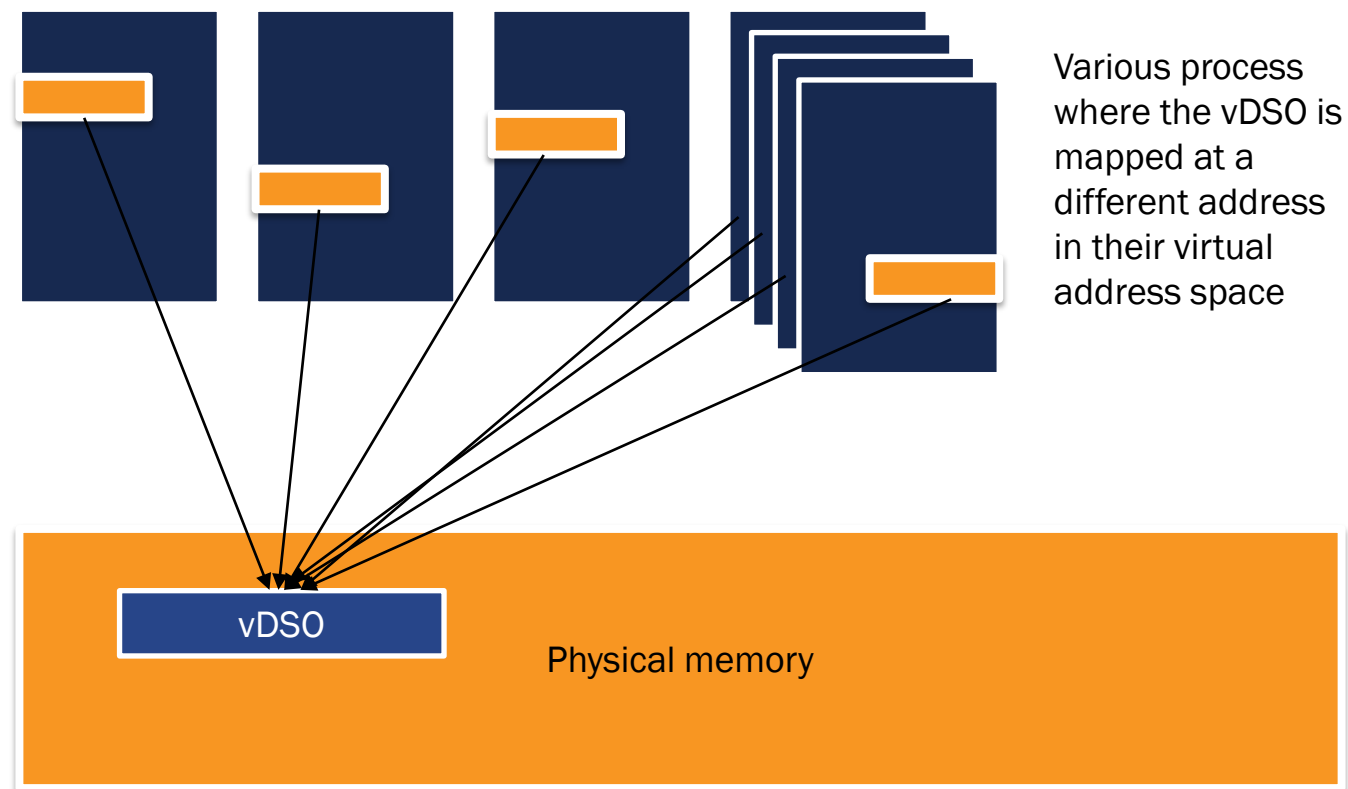 Various process
where the vDSO is
mapped at a
different address
in their virtual
address space
vDSO
Physical memory